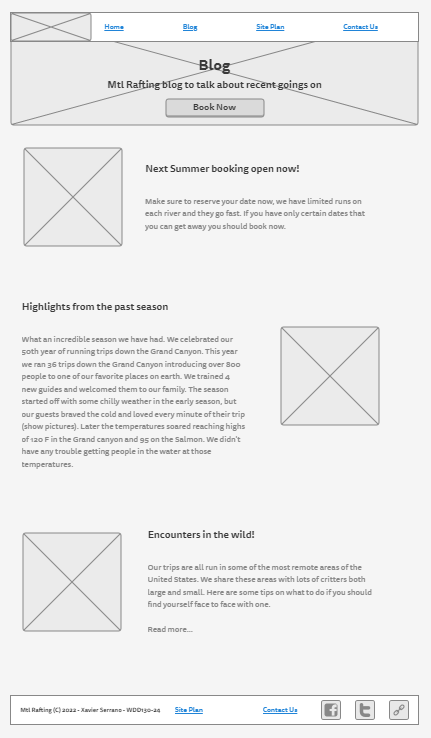 Home Blog Site Plan Contact Us
Blog
Mtl Rafting blog to talk about recent goings on
Book Now
Next Summer booking open now!
Make sure to reserve your date now, we have limited runs on
each river and they go fast. If you have only certain dates that
you can get away you should book now.
Highlights from the past season
What an incredible season we have had. We celebrated our
50th year of running trips down the Grand Canyon. This year
we ran 36 trips down the Grand Canyon introducing over 800
people to one of our favorite places on earth. We trained 4
new guides and welcomed them to our family. The season
started off with some chilly weather in the early season, but
our guests braved the cold and loved every minute of their trip
(show pictures). Later the temperatures soared reaching highs
of 120 F in the Grand canyon and 95 on the Salmon. We didn't
have any trouble getting people in the water at those
temperatures.
Encounters in the wild!
Our trips are all run in some of the most remote areas of the
United States. We share these areas with lots of critters both
large and small. Here are some tips on what to do if you should
find yourself face to face with one.
Read more...
Mtl Rafting (C) 2022 - Xavier Serrano - WDD130-24 Site Plan Contact Us